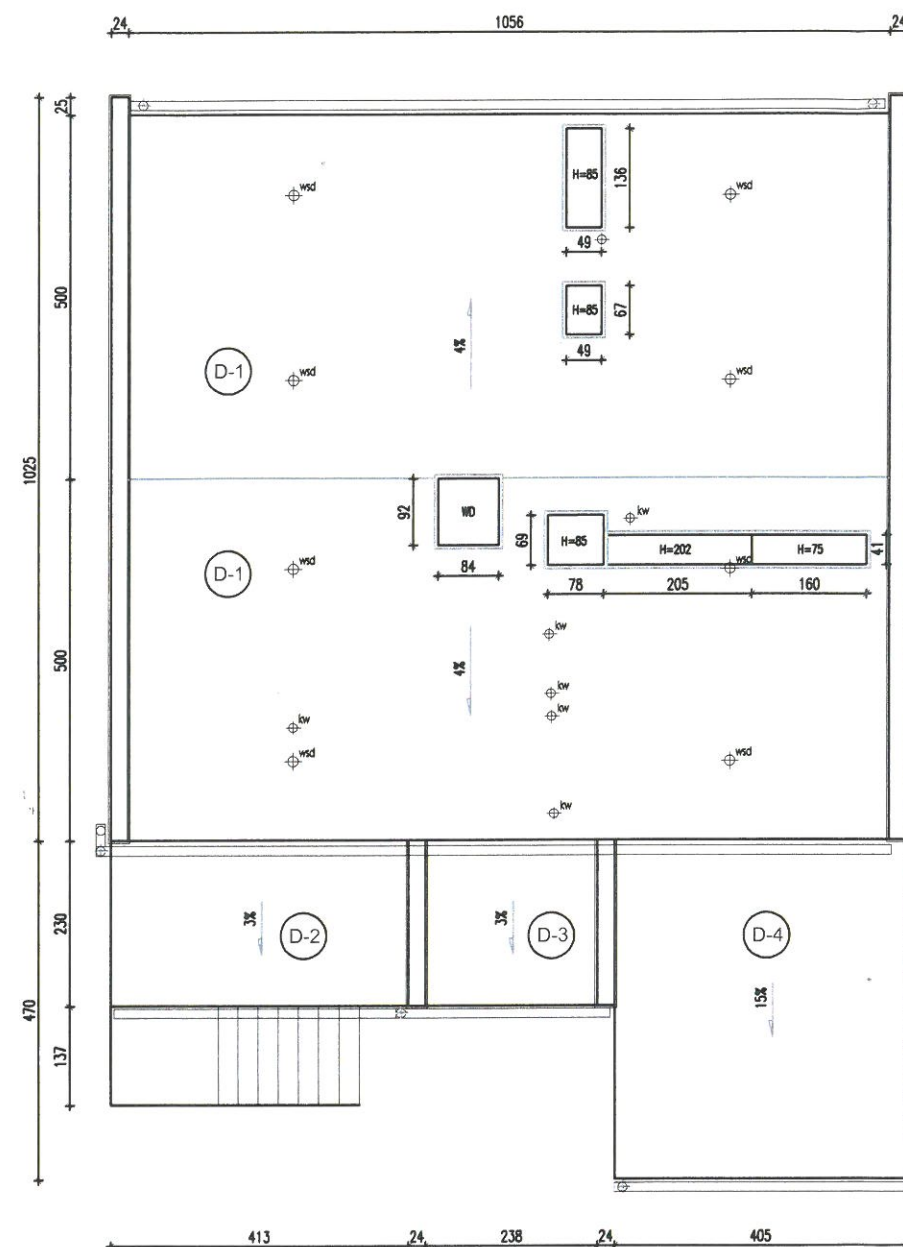 24 1056 24
25
H=85
136
wsd
wsd
49
500
H=85
67
4%
49
D-1
wsd
wsd
1025
92
WD
kw
69
H=85
H=202
H=75
41
D-1
wsd
wsd
84
78
205
160
kw
500
4%
kw
kw
kw
wsd
wsd
kw
230
3%
D-2
3%
D-3
D-4
470
15%
137
413 24 238 24 405